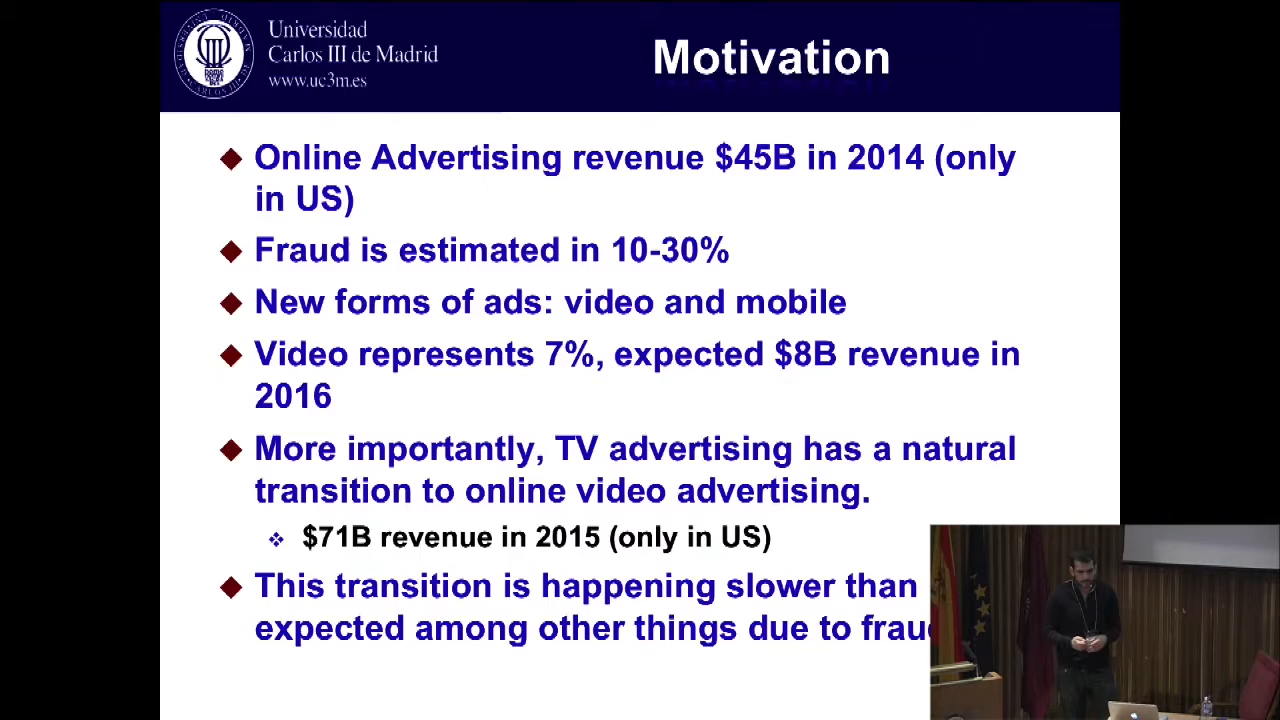 Universidad
Carlos III de Madrid
www.uc3m.es
Motivation
Online Advertising revenue $45B in 2014 (only
in US)
Fraud is estimated in 10-30%
New forms of ads: video and mobile
Video represents 7%, expected $8B revenue in
2016
More importantly, TV advertising has a natural
transition to online video advertising.
$71B revenue in 2015 (only in US)
This transition is happening slower than
expected among other things due to